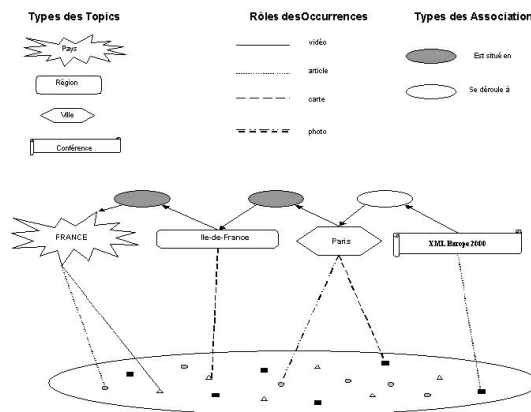 Types des Topics
Rôles desOccurrences
Types des Association
Pays
Région
Ville
Conférence
vidéo
article
carte
photo
Est situé en
Se déroule à
FRANCE
Ile-de-France
Paris
XML Europe 2000